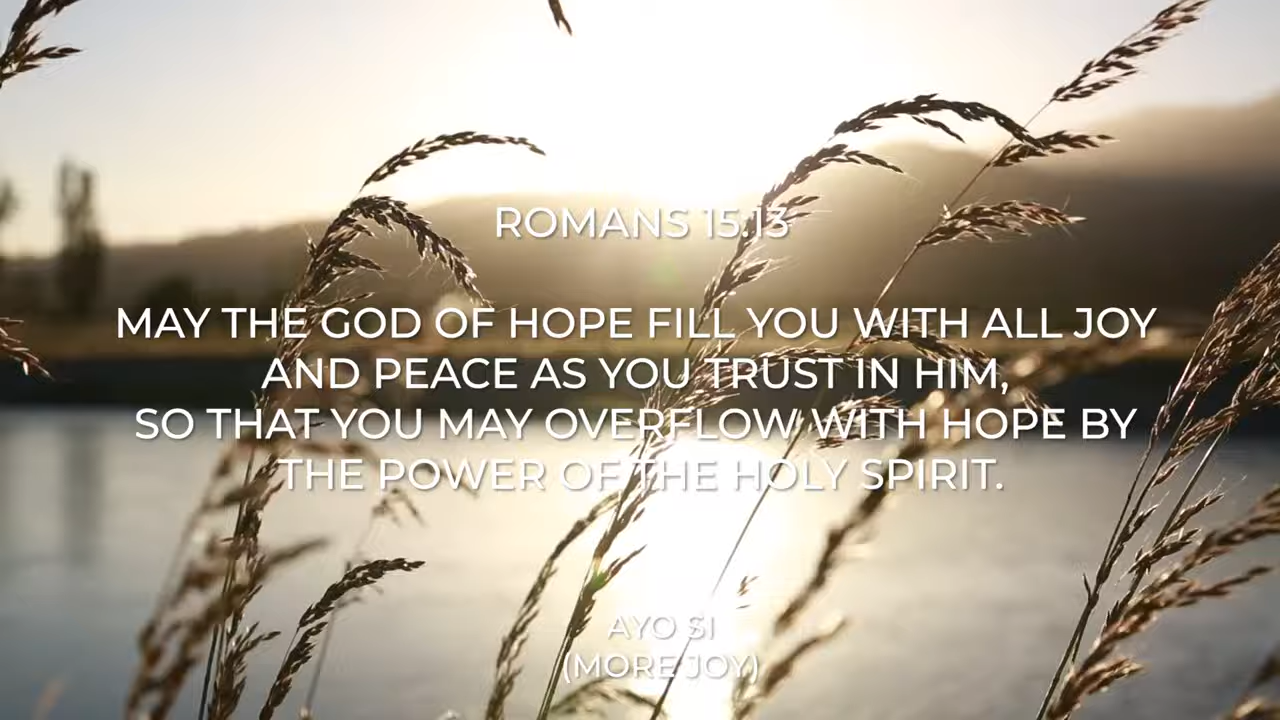 ROMANS 15:13
MAY THE GOD OF HOPE FILL YOU WITH ALL JOY
AND PEACE AS YOU TRUST IN HIM,
SO THAT YOU MAY OVERFLOW WITH HOPE BY
THE POWER OF THE HOLY SPIRIT.
AYO SI
(MORE JOY)